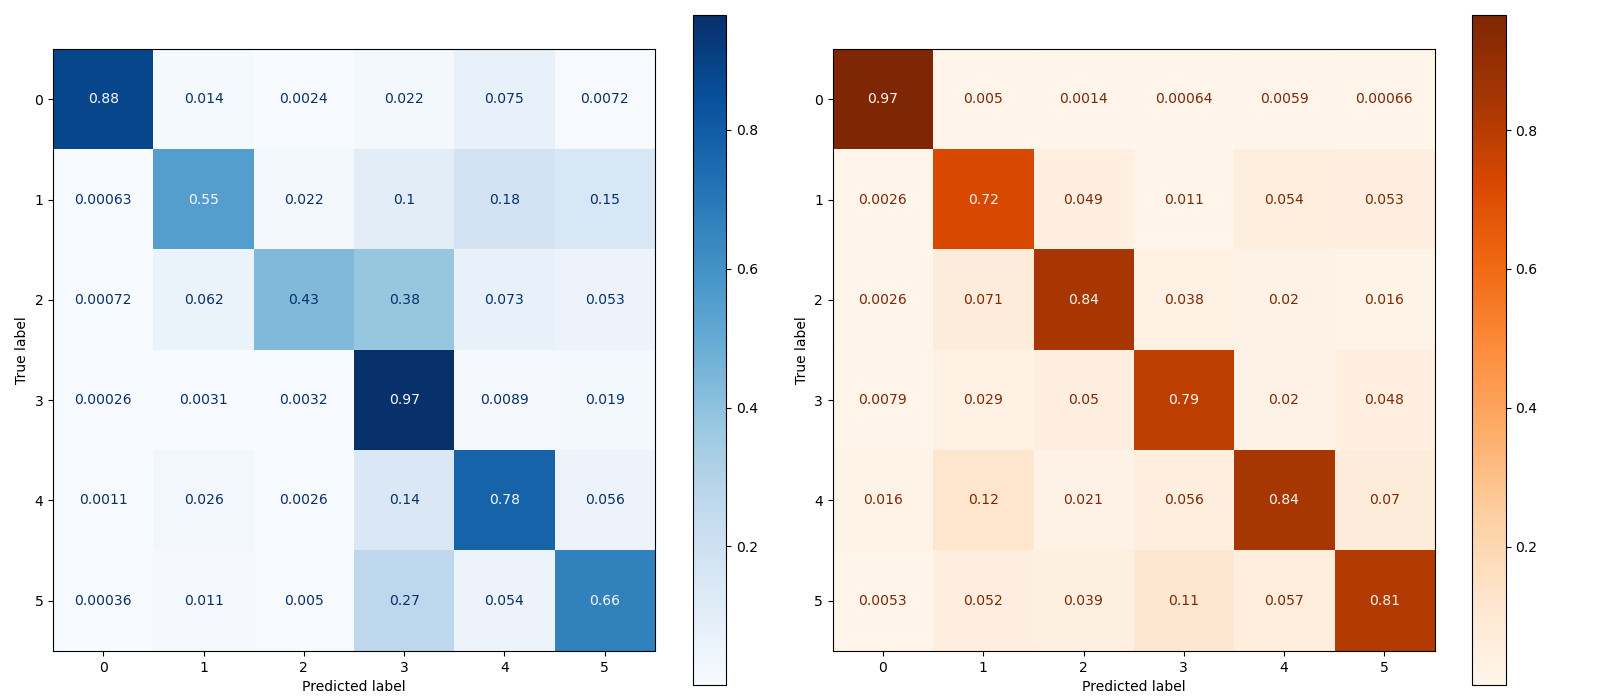 0 0.88 0.014 0.0024 0.022 0.075 0.0072
1 0.00063 0.55 0.022 0.1 0.18 0.15
2 0.00072 0.062 0.43 0.38 0.073 0.053
3 0.00026 0.0031 0.0032 0.97 0.0089 0.019
4 0.0011 0.026 0.0026 0.14 0.78 0.056
5 0.00036 0.011 0.005 0.27 0.054 0.66
0 1 2 3 4 5
True label
Predicted label
0.8
0.6
0.4
0.2
0 0.97 0.005 0.0014 0.00064 0.0059 0.00066
1 0.0026 0.72 0.049 0.011 0.054 0.053
2 0.0026 0.071 0.84 0.038 0.02 0.016
3 0.0079 0.029 0.05 0.79 0.02 0.048
4 0.016 0.12 0.021 0.056 0.84 0.07
5 0.0053 0.052 0.039 0.11 0.057 0.81
0 1 2 3 4 5
True label
Predicted label
0.8
0.6
0.4
0.2